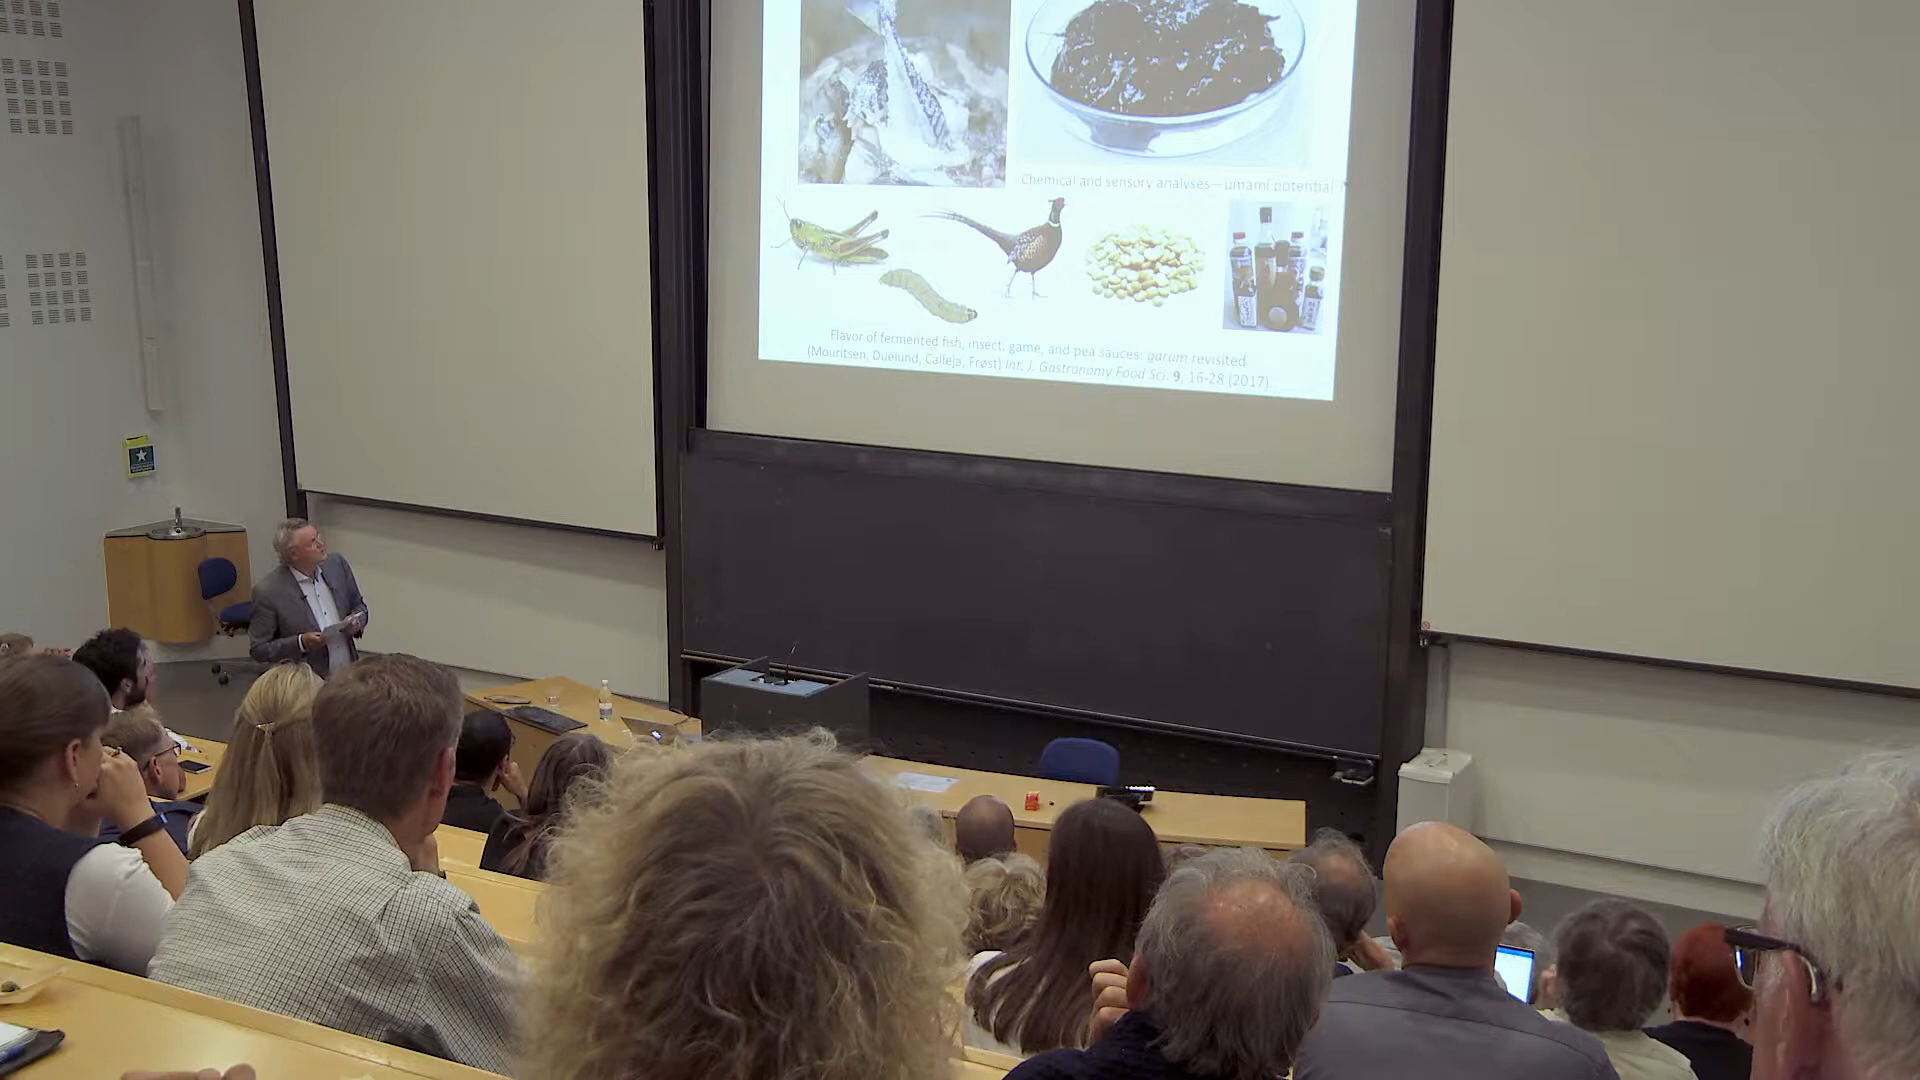 Chemical and sensory analyses—umami potential?
Flavor of fermented fish, insect, game, and pea sauces: garum revisited
(Mouritsen, Duelund, Calleja, Frøst) Int. J. Gastronomy Food Sci. 9, 16-28 (2017)